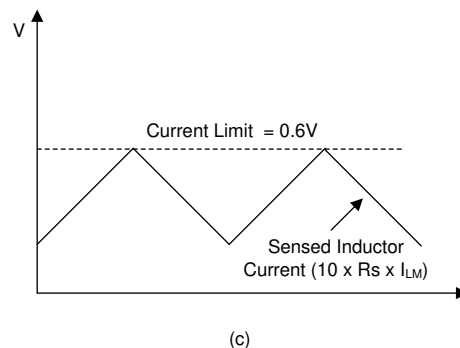 V
Current Limit = 0.6V
Sensed Inductor
Current (10 x Rs x I_LM)
(c)